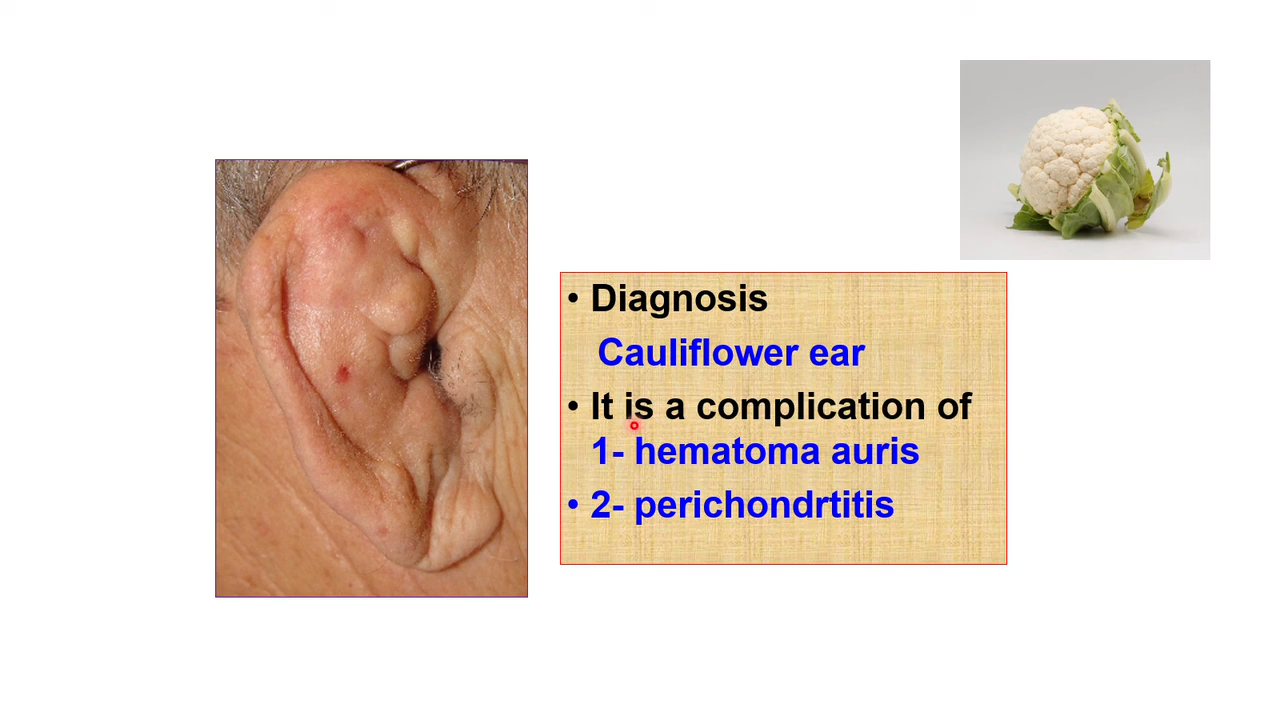 • Diagnosis
Cauliflower ear
• It is a complication of
1- hematoma auris
• 2- perichondrtitis